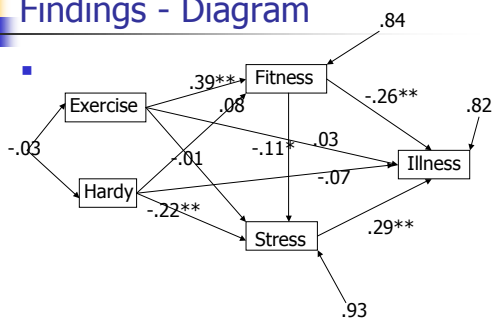 Findings - Diagram
.84
.39**
Fitness
-.26**
.08
.82
Exercise
-.03
-.01
-.11*
.03
Illness
-.07
Hardy
-.22**
.29**
Stress
.93